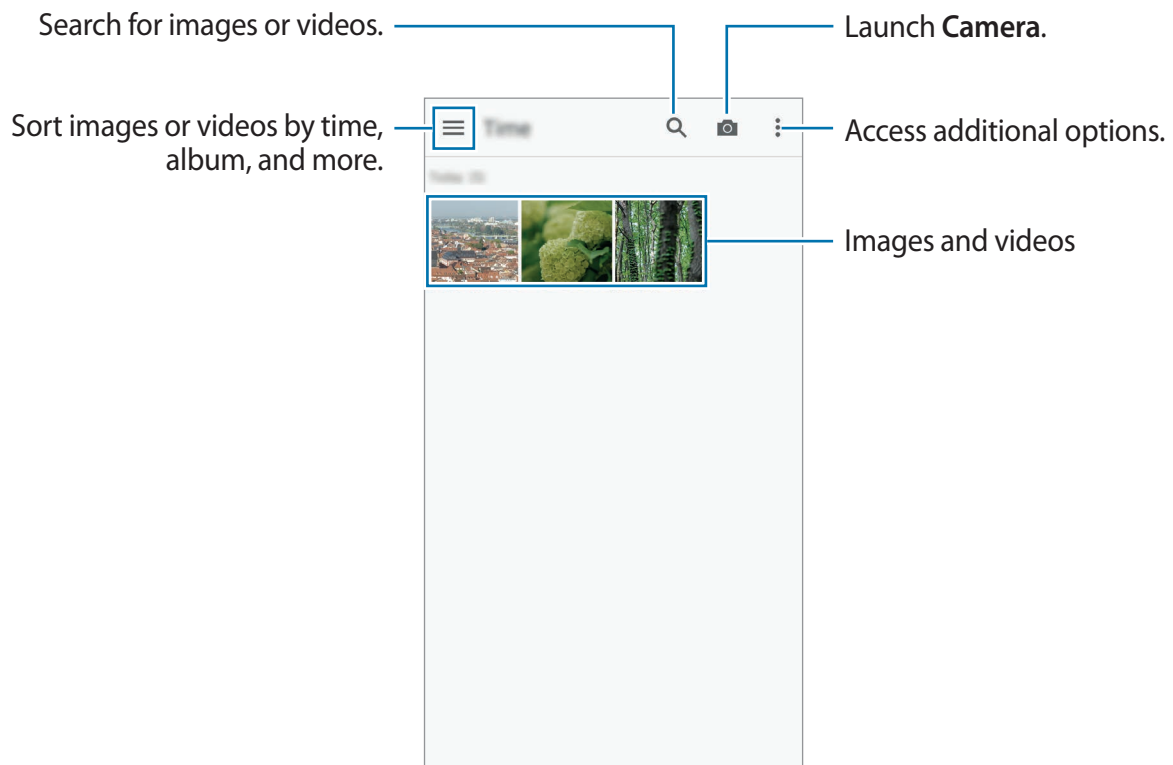 Search for images or videos.
Launch Camera.
Sort images or videos by time,
album, and more.
Time
Access additional options.
Images and videos